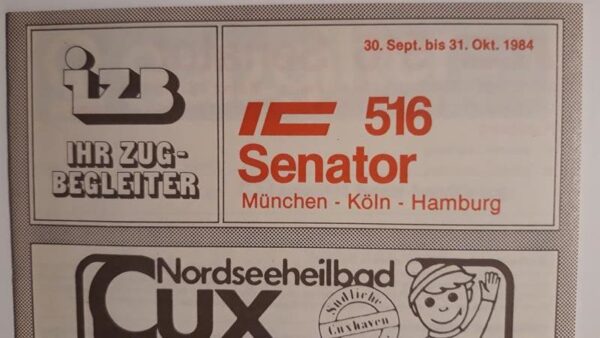 30. Sept. bis 31. Okt. 1984
izB
IHR ZUG-
BEGLEITER
IC 516
Senator
München - Köln - Hamburg
Nordseeheilbad
CUX
Südliche
Cuxhaven